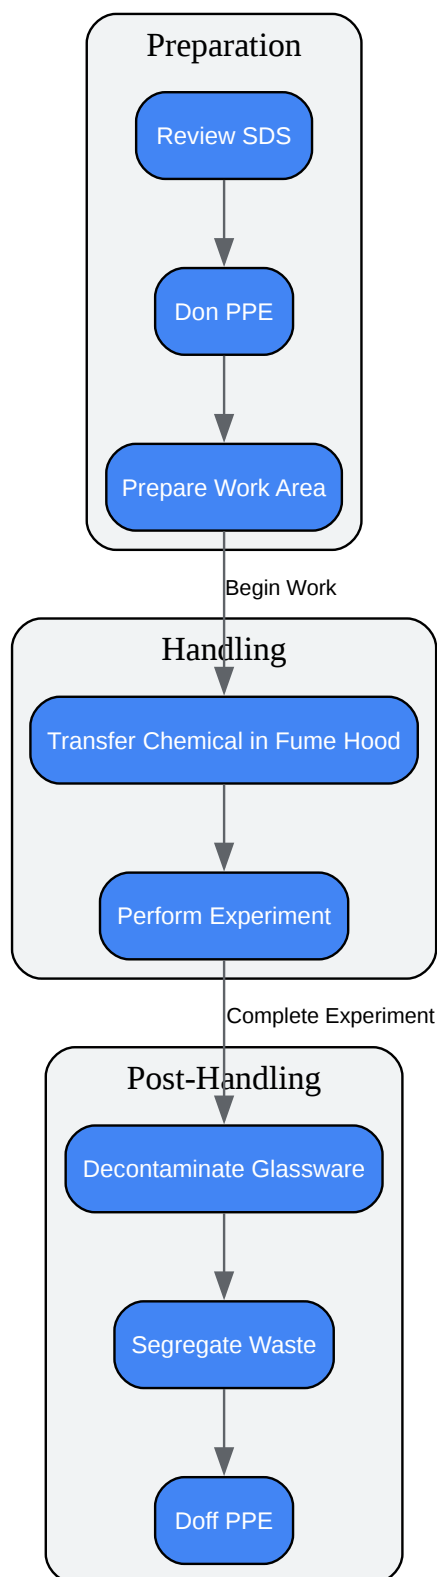 Preparation
Review SDS
Don PPE
Prepare Work Area
Begin Work
Handling
Transfer Chemical in Fume Hood
Perform Experiment
Complete Experiment
Post-Handling
Decontaminate Glassware
Segregate Waste
Doff PPE